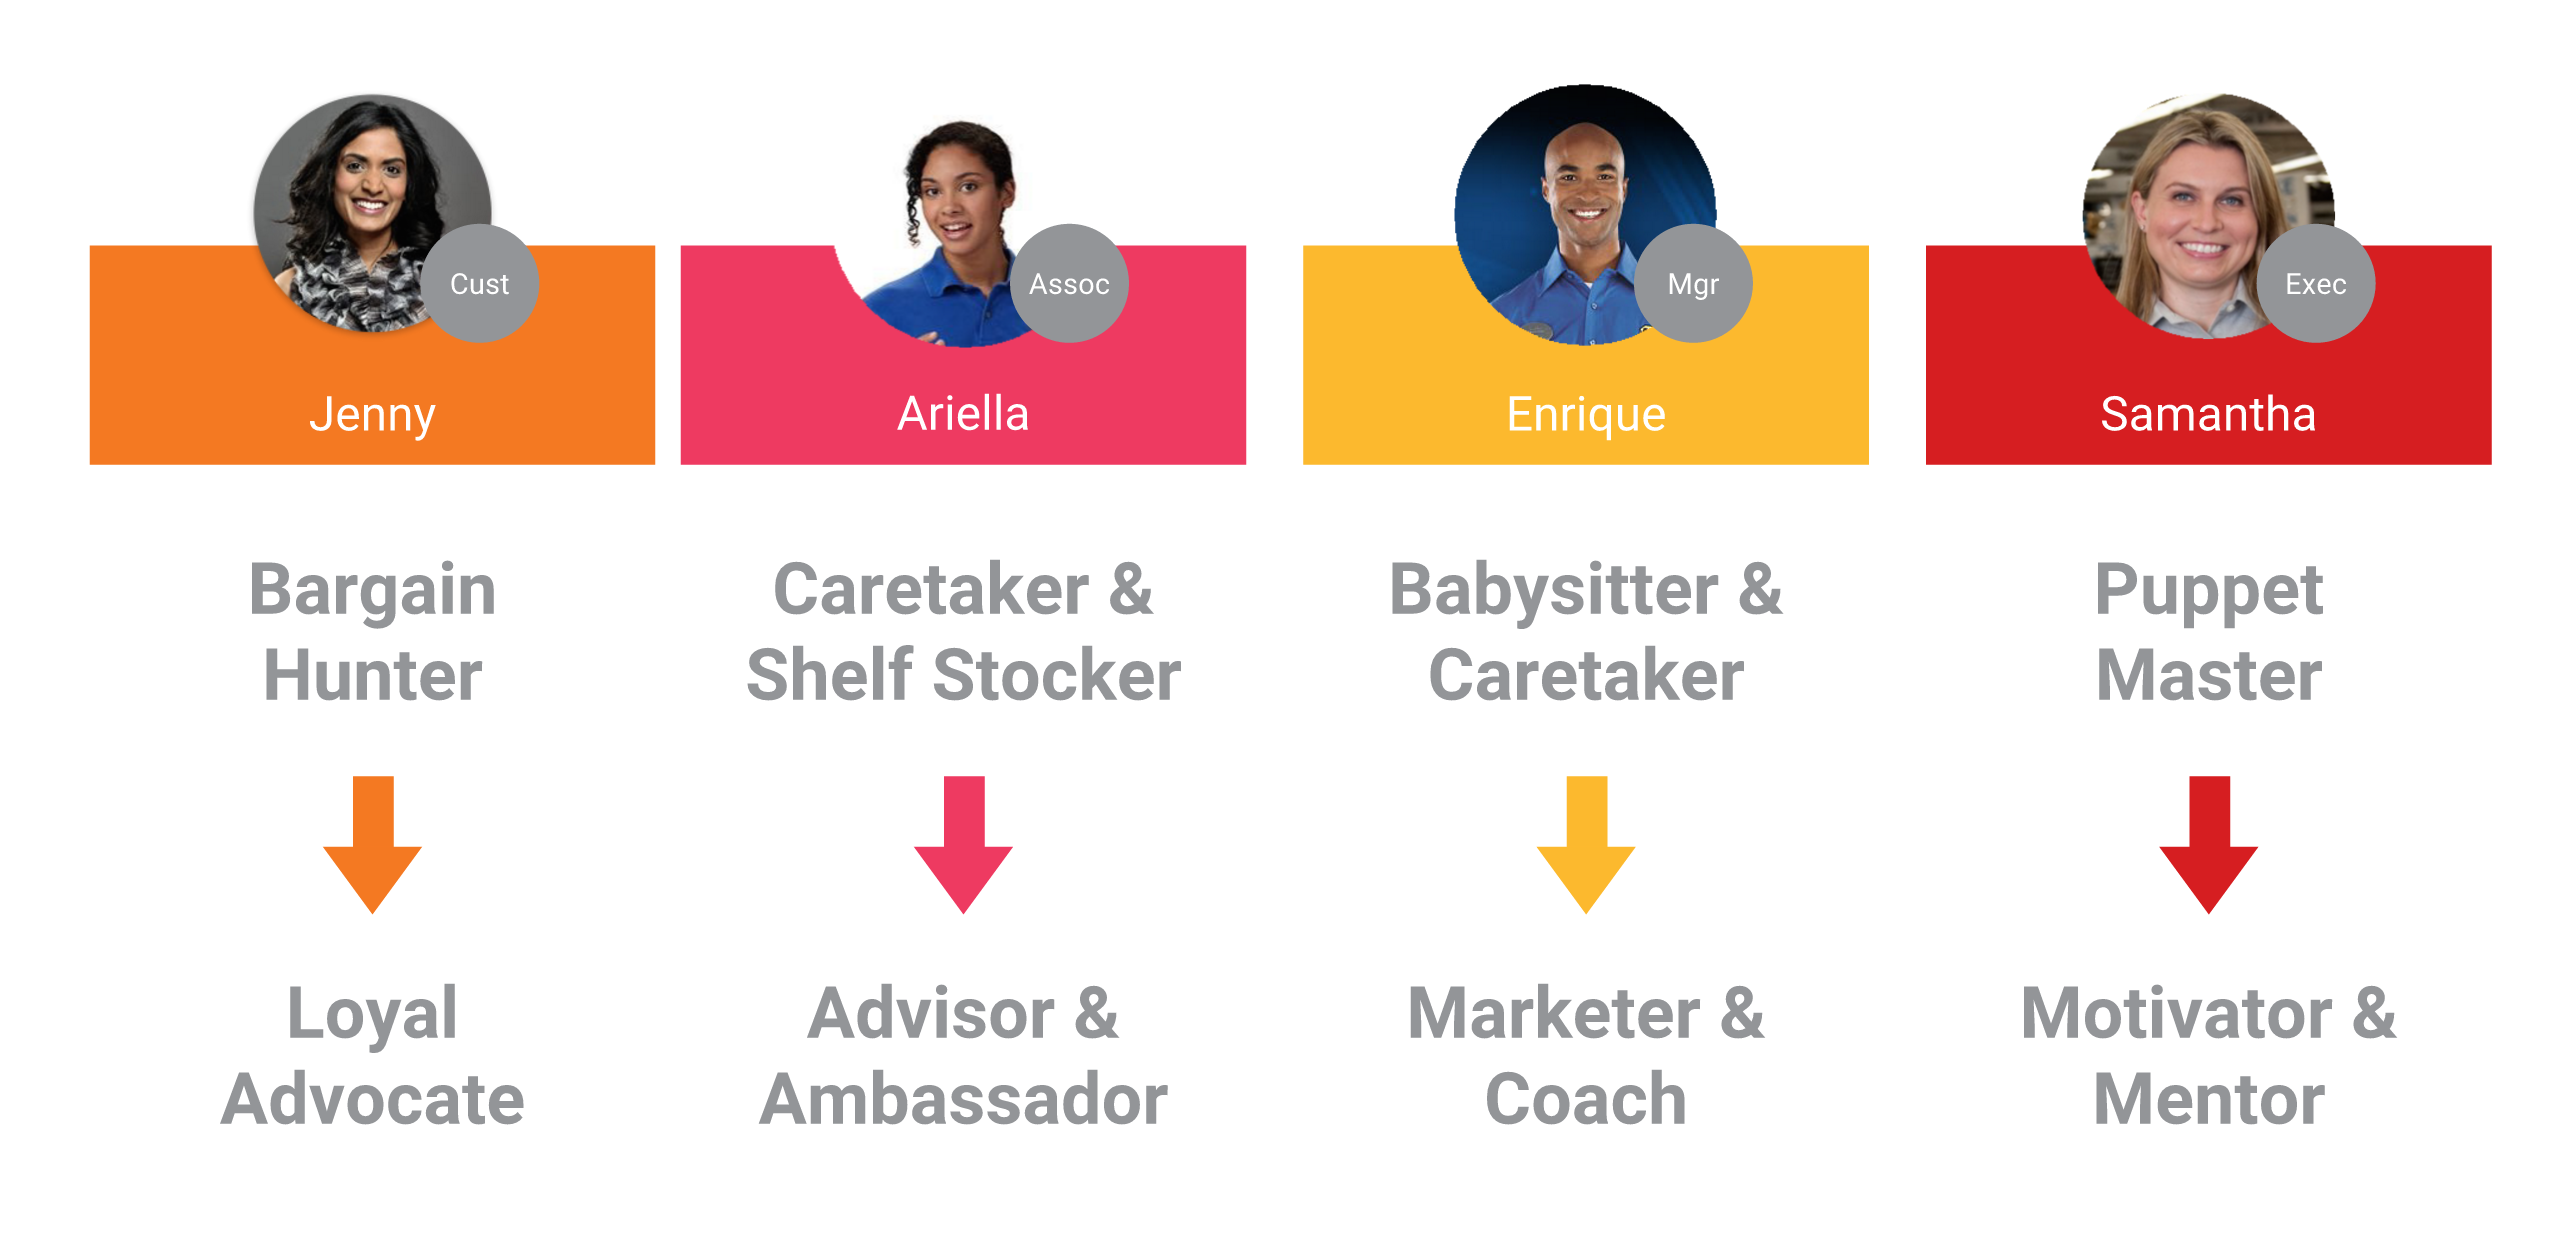 Cust
Jenny
Bargain
Hunter
Loyal
Advocate
Assoc
Ariella
Caretaker &
Shelf Stocker
Advisor &
Ambassador
Mgr
Enrique
Babysitter &
Caretaker
Marketer &
Coach
Exec
Samantha
Puppet
Master
Motivator &
Mentor